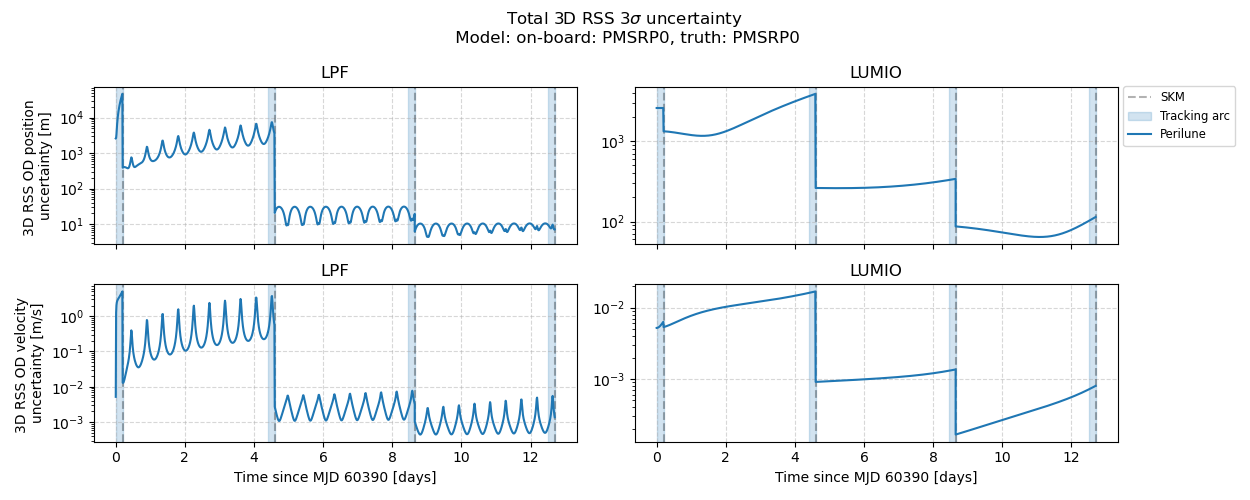 Total 3D RSS 3σ uncertainty
Model: on-board: PMSRP0, truth: PMSRP0
LPF
LUMIO
3D RSS OD position
uncertainty [m]
10⁴
10³
10²
10¹
10³
10²
SKM
Tracking arc
Perilune
LPF
LUMIO
3D RSS OD velocity
uncertainty [m/s]
10⁰
10⁻¹
10⁻²
10⁻³
10⁻²
10⁻³
0 2 4 6 8 10 12
0 2 4 6 8 10 12
Time since MJD 60390 [days]
Time since MJD 60390 [days]